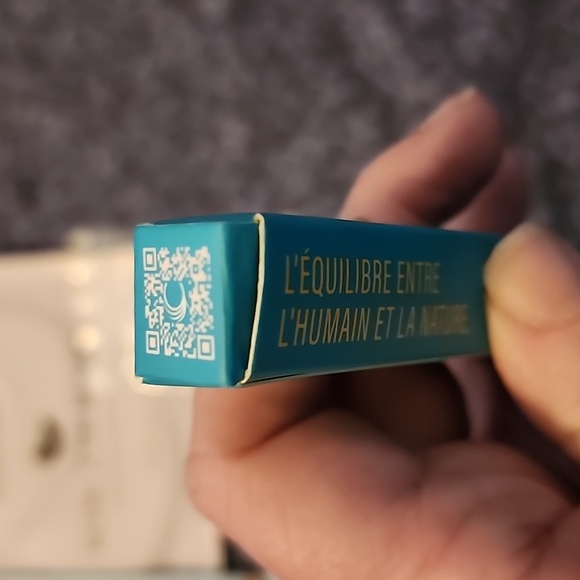 L'ÉQUILIBRE ENTRE
L'HUMAIN ET LA NATURE.